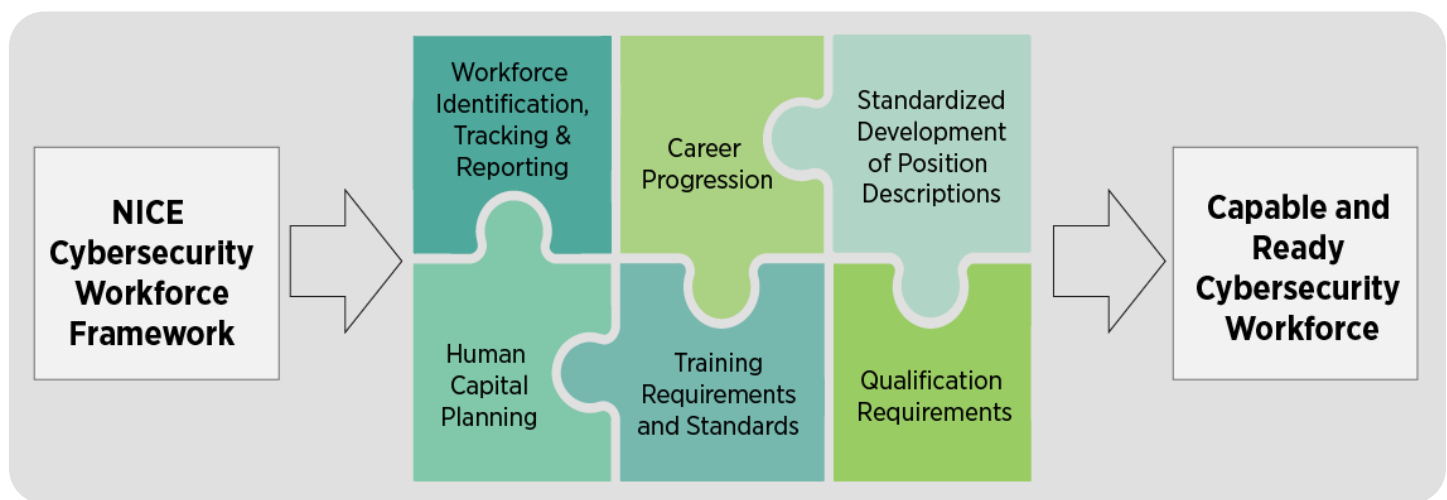 NICE
Cybersecurity
Workforce
Framework
Workforce
Identification,
Tracking &
Reporting
Career
Progression
Standardized
Development
of Position
Descriptions
Human
Capital
Planning
Training
Requirements
and Standards
Qualification
Requirements
Capable and
Ready
Cybersecurity
Workforce